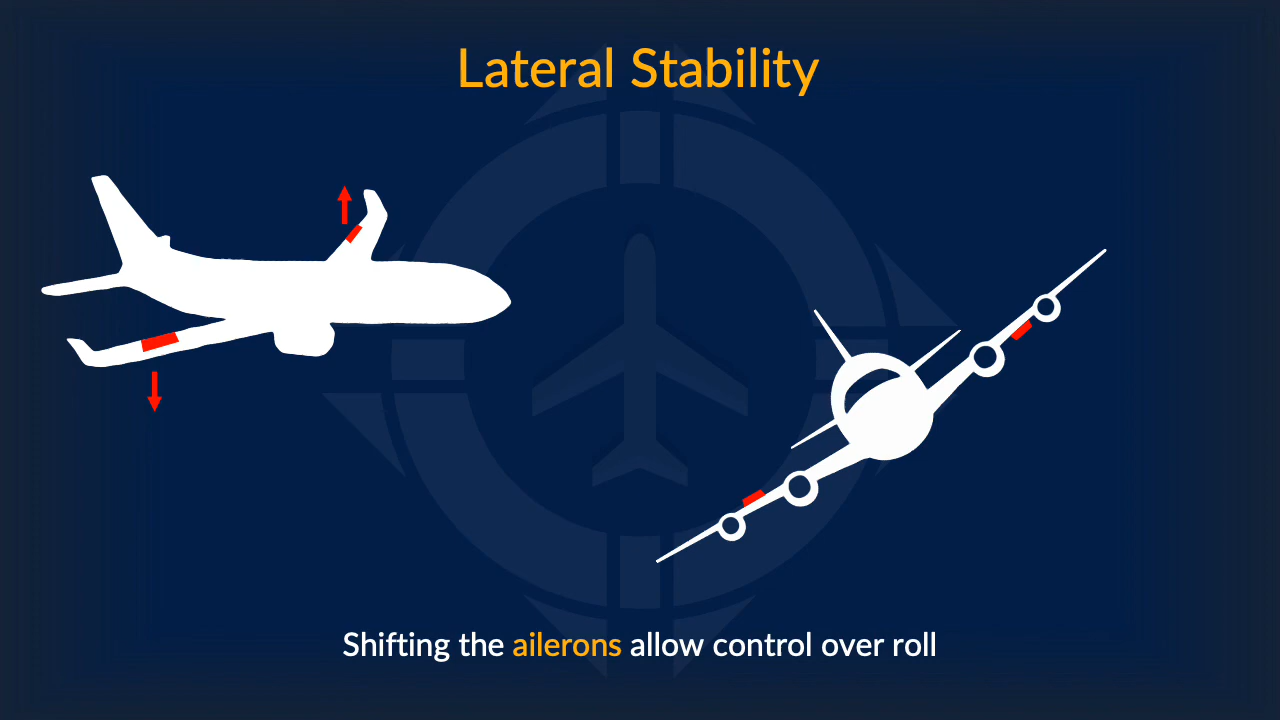 Lateral Stability
Shifting the ailerons allow control over roll